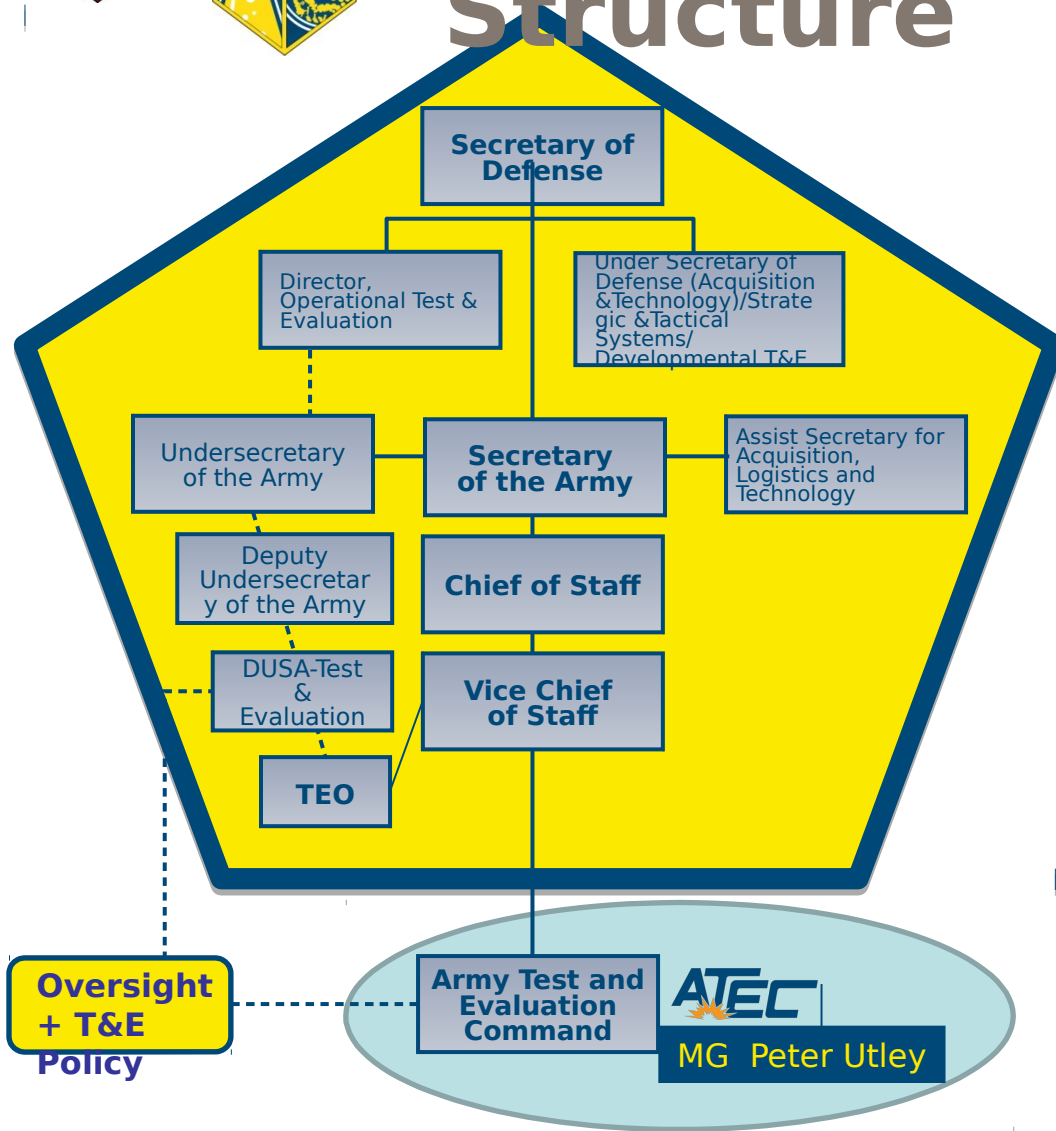 Structure
Secretary of
Defense
Director,
Operational Test &
Evaluation
Under Secretary of
Defense (Acquisition
&Technology)/Strate
gic &Tactical
Systems/
Developmental T&E
Undersecretary
of the Army
Secretary
of the Army
Assist Secretary for
Acquisition,
Logistics and
Technology
Deputy
Undersecretar
y of the Army
Chief of Staff
DUSA-Test
&
Evaluation
Vice Chief
of Staff
TEO
Oversight
+ T&E
Policy
Army Test and
Evaluation
Command
ATEC
MG  Peter Utley